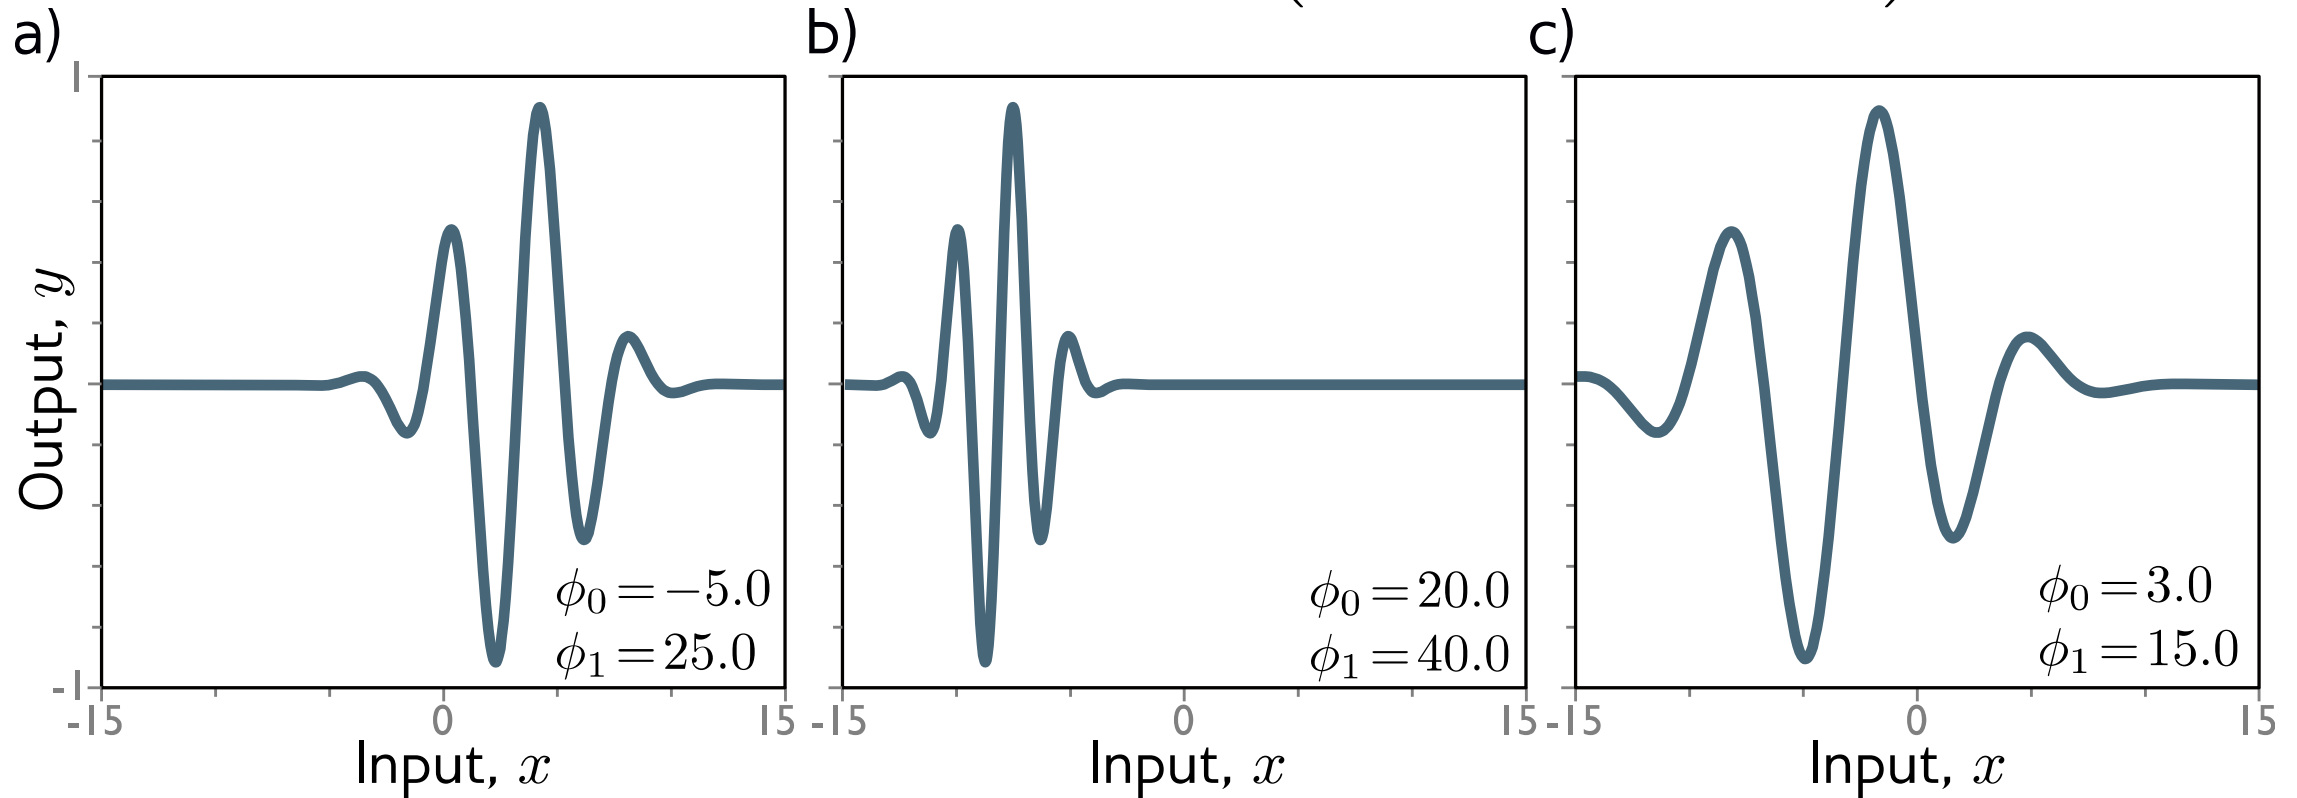 a)
b)
c)
1
-1
Output, y
ϕ₀ = −5.0
ϕ₁ = 25.0
ϕ₀ = 20.0
ϕ₁ = 40.0
ϕ₀ = 3.0
ϕ₁ = 15.0
-15 0 15
-15 0 15
-15 0 15
Input, x
Input, x
Input, x